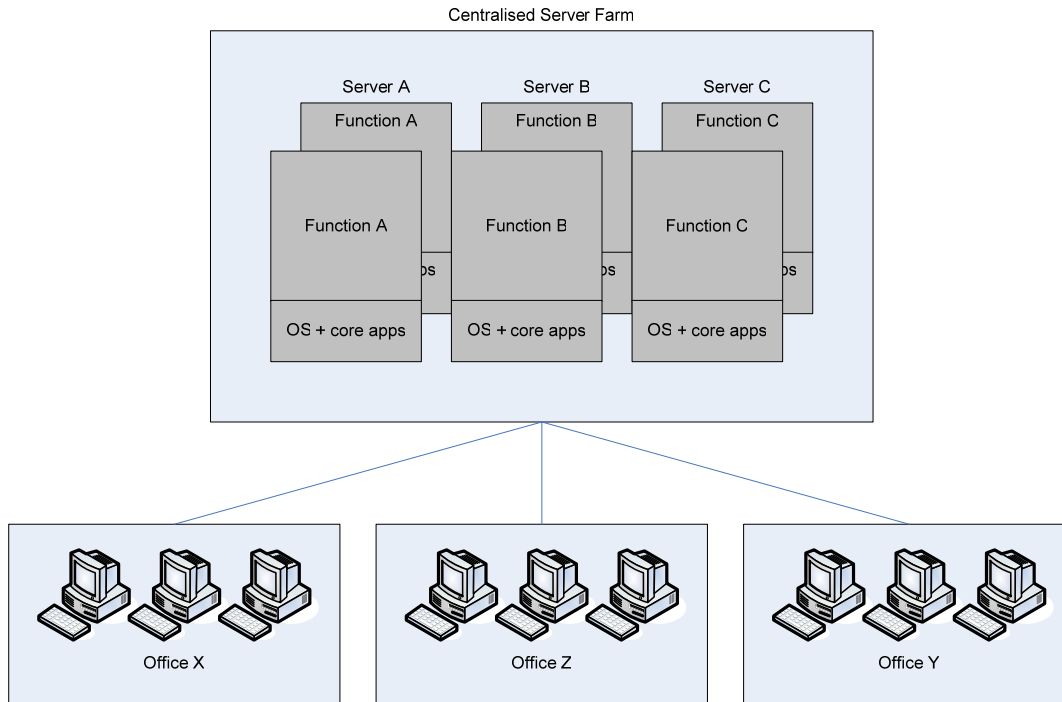 Centralised Server Farm
Server A
Server B
Server C
Function A
Function B
Function C
Function A
Function B
Function C
OS + core apps
OS + core apps
OS + core apps
Office X
Office Z
Office Y